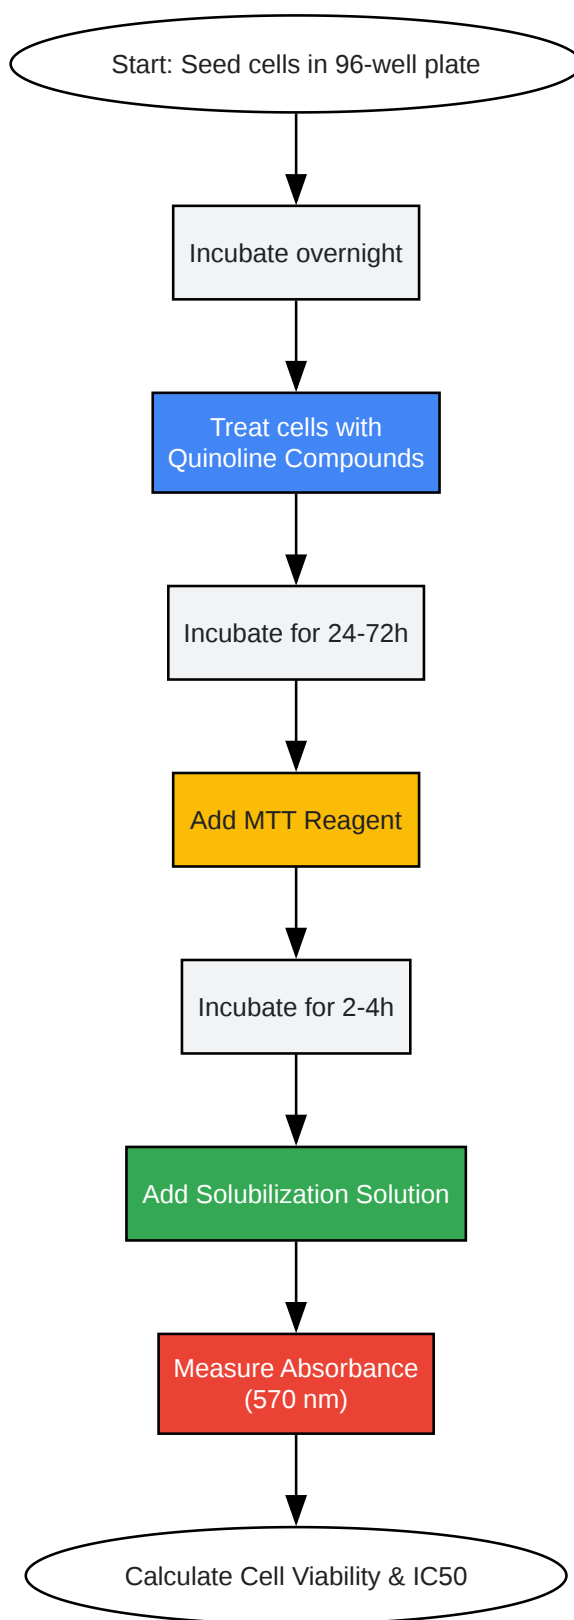 Start: Seed cells in 96-well plate
Incubate overnight
Treat cells with
Quinoline Compounds
Incubate for 24-72h
Add MTT Reagent
Incubate for 2-4h
Add Solubilization Solution
Measure Absorbance
(570 nm)
Calculate Cell Viability & IC50